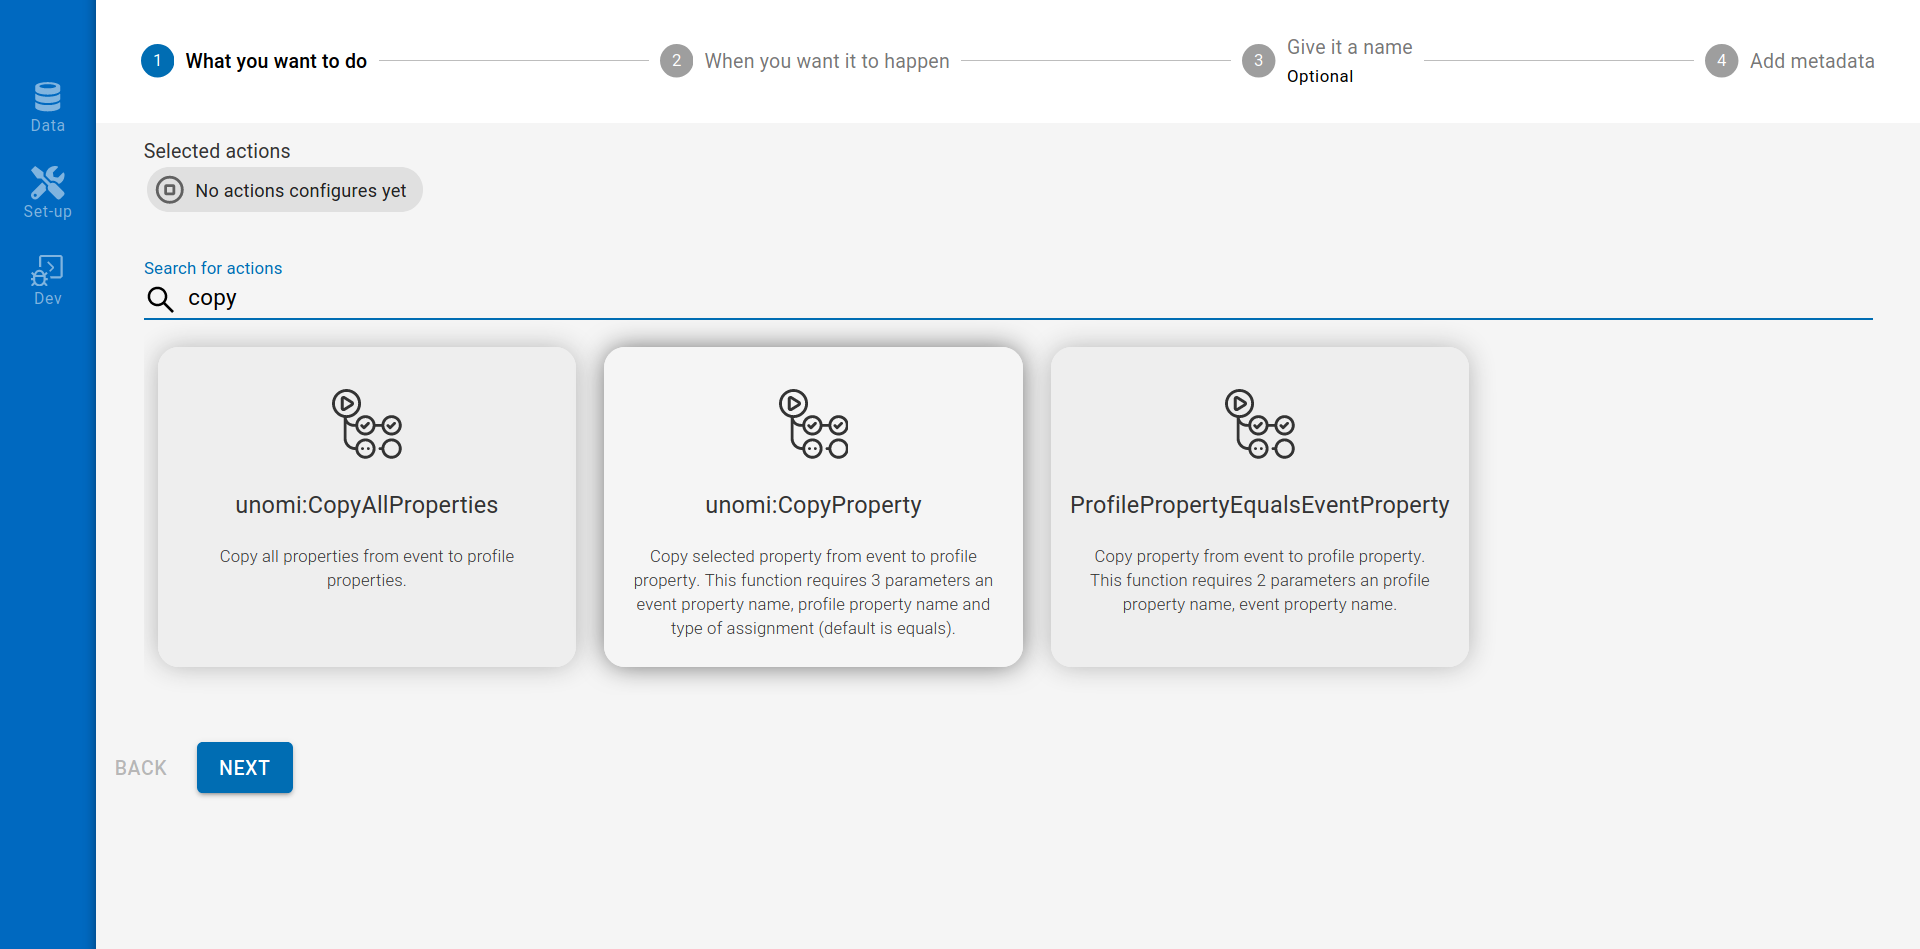 1 What you want to do
2 When you want it to happen
3 Give it a name
Optional
4 Add metadata
Data
Set-up
Dev
Selected actions
No actions configures yet
Search for actions
copy
unomi:CopyAllProperties
Copy all properties from event to profile
properties.
unomi:CopyProperty
Copy selected property from event to profile
property. This function requires 3 parameters an
event property name, profile property name and
type of assignment (default is equals).
ProfilePropertyEqualsEventProperty
Copy property from event to profile property.
This function requires 2 parameters an profile
property name, event property name.
BACK
NEXT